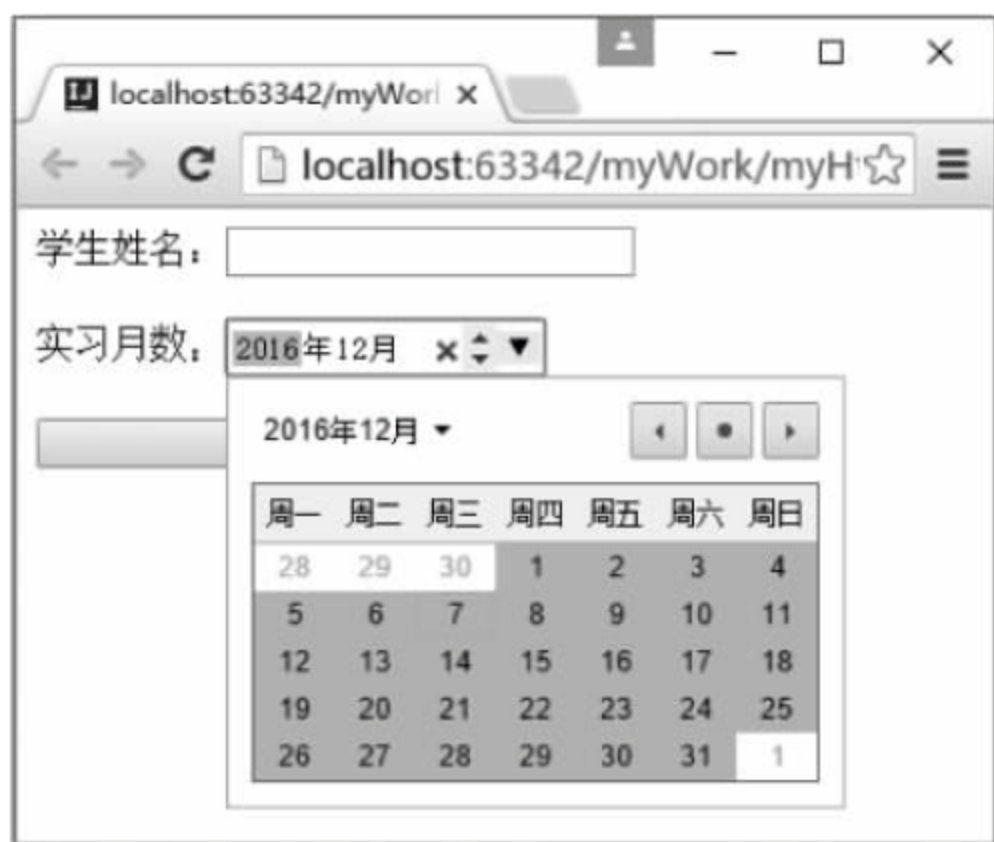 localhost:63342/myWorl
localhost:63342/myWork/myH
学生姓名：
实习月数：2016年12月
2016年12月
周一 周二 周三 周四 周五 周六 周日
28 29 30 1 2 3 4
5 6 7 8 9 10 11
12 13 14 15 16 17 18
19 20 21 22 23 24 25
26 27 28 29 30 31 1